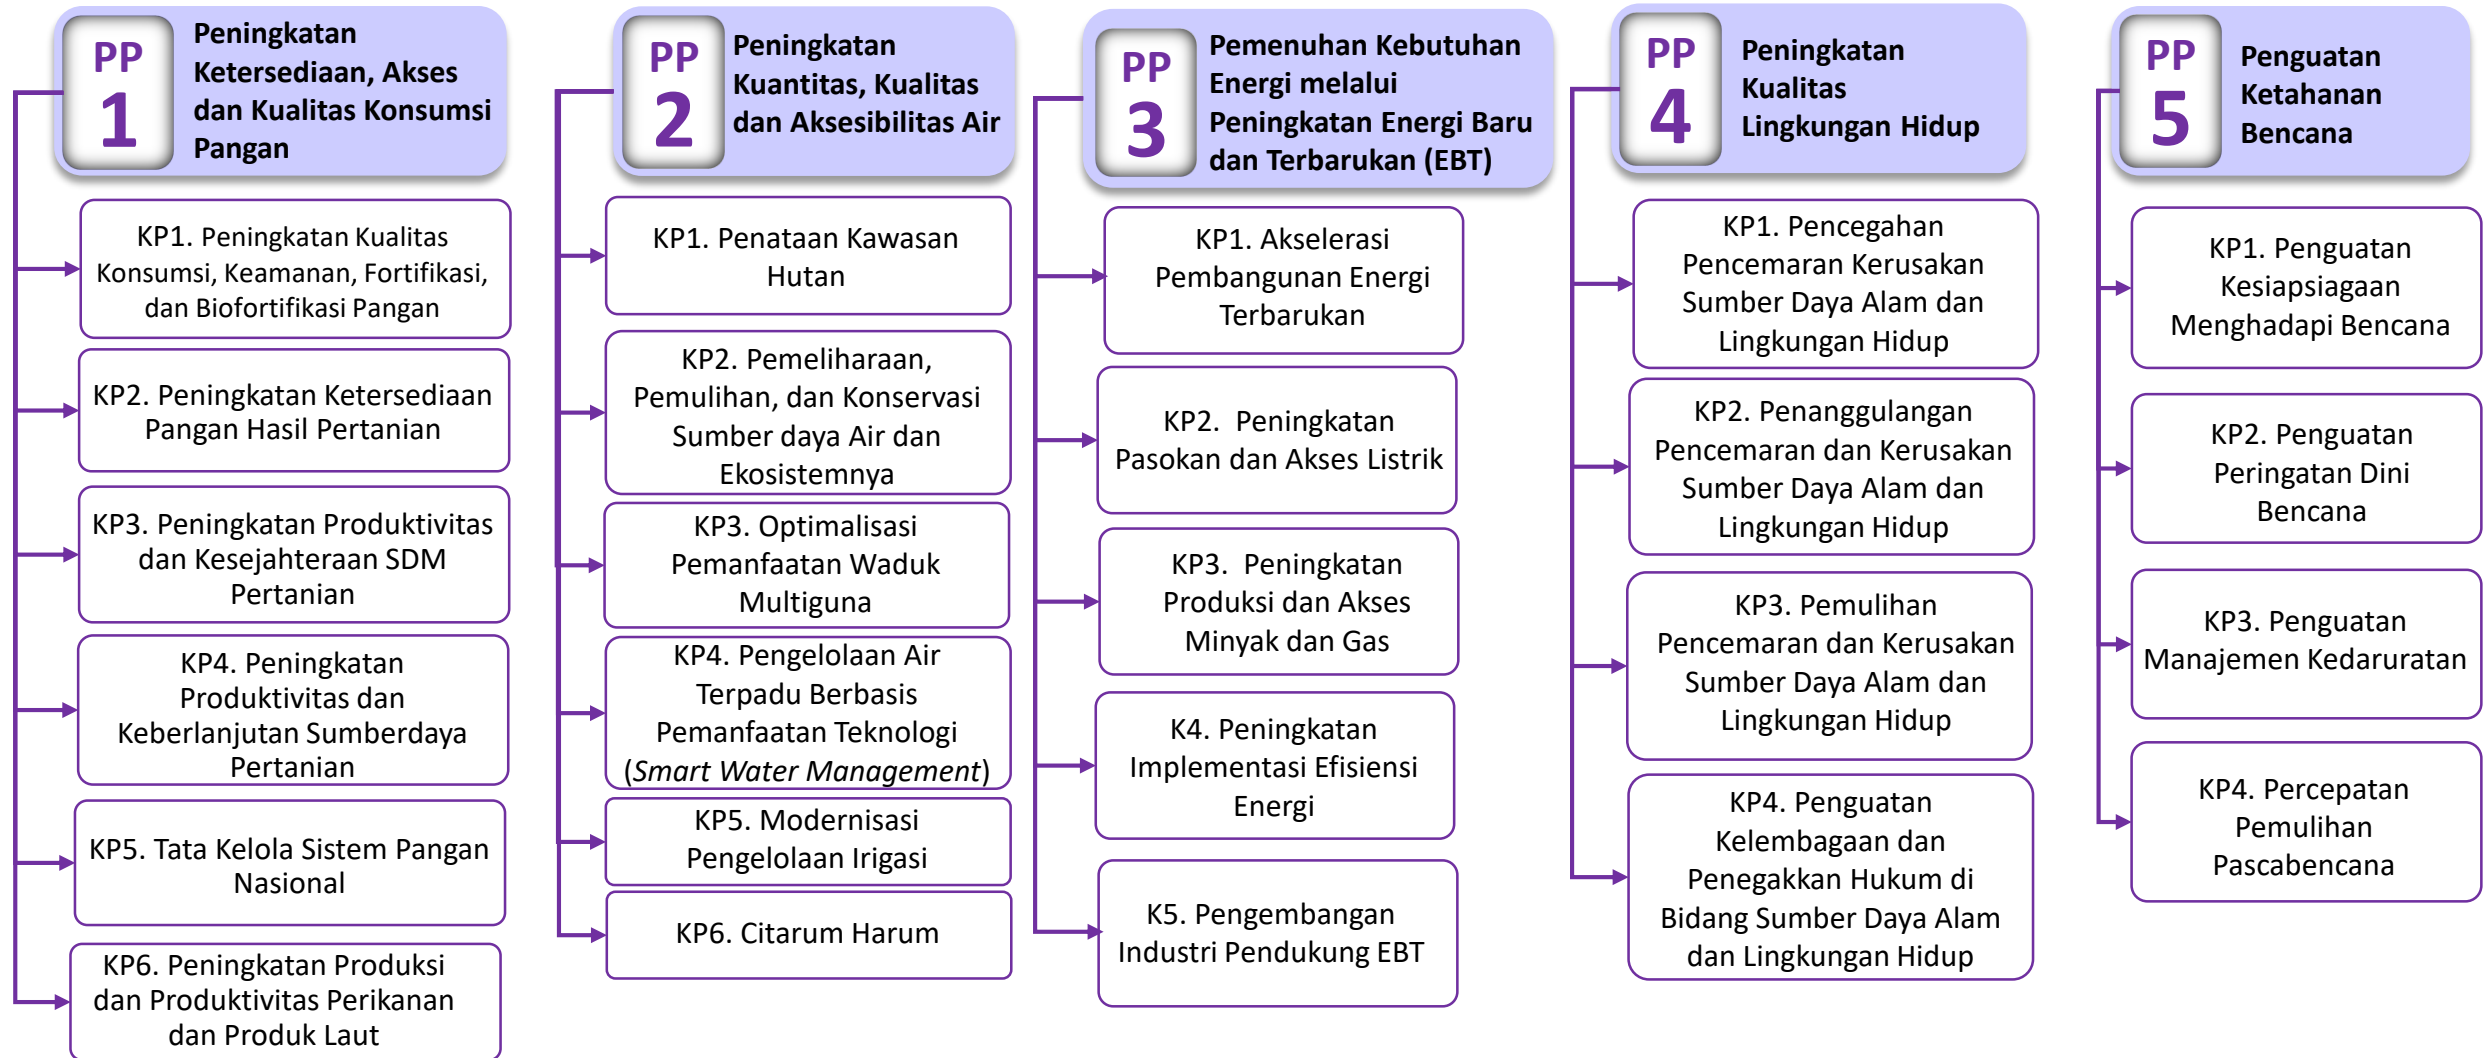 PP
1
Peningkatan
Ketersediaan, Akses
dan Kualitas Konsumsi
Pangan
KP1. Peningkatan Kualitas
Konsumsi, Keamanan, Fortifikasi,
dan Biofortifikasi Pangan
KP2. Peningkatan Ketersediaan
Pangan Hasil Pertanian
KP3. Peningkatan Produktivitas
dan Kesejahteraan SDM
Pertanian
KP4. Peningkatan
Produktivitas dan
Keberlanjutan Sumberdaya
Pertanian
KP5. Tata Kelola Sistem Pangan
Nasional
KP6. Peningkatan Produksi
dan Produktivitas Perikanan
dan Produk Laut
PP
2
Peningkatan
Kuantitas, Kualitas
dan Aksesibilitas Air
KP1. Penataan Kawasan
Hutan
KP2. Pemeliharaan,
Pemulihan, dan Konservasi
Sumber daya Air dan
Ekosistemnya
KP3. Optimalisasi
Pemanfaatan Waduk
Multiguna
KP4. Pengelolaan Air
Terpadu Berbasis
Pemanfaatan Teknologi
(Smart Water Management)
KP5. Modernisasi
Pengelolaan Irigasi
KP6. Citarum Harum
PP
3
Pemenuhan Kebutuhan
Energi melalui
Peningkatan Energi Baru
dan Terbarukan (EBT)
KP1. Akselerasi
Pembangunan Energi
Terbarukan
KP2. Peningkatan
Pasokan dan Akses Listrik
KP3. Peningkatan
Produksi dan Akses
Minyak dan Gas
K4. Peningkatan
Implementasi Efisiensi
Energi
K5. Pengembangan
Industri Pendukung EBT
PP
4
Peningkatan
Kualitas
Lingkungan Hidup
KP1. Pencegahan
Pencemaran Kerusakan
Sumber Daya Alam dan
Lingkungan Hidup
KP2. Penanggulangan
Pencemaran dan Kerusakan
Sumber Daya Alam dan
Lingkungan Hidup
KP3. Pemulihan
Pencemaran dan Kerusakan
Sumber Daya Alam dan
Lingkungan Hidup
KP4. Penguatan
Kelembagaan dan
Penegakkan Hukum di
Bidang Sumber Daya Alam
dan Lingkungan Hidup
PP
5
Penguatan
Ketahanan
Bencana
KP1. Penguatan
Kesiapsiagaan
Menghadapi Bencana
KP2. Penguatan
Peringatan Dini
Bencana
KP3. Penguatan
Manajemen Kedaruratan
KP4. Percepatan
Pemulihan
Pascabencana